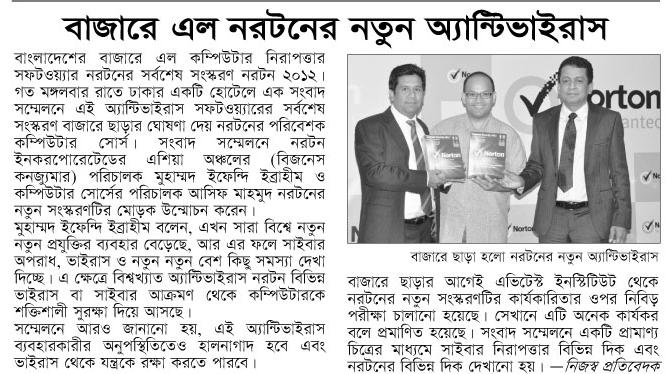 বাজারে এল নরটনের নতুন অ্যান্টিভাইরাস
বাংলাদেশের বাজারে এল কম্পিউটার নিরাপত্তার
সফটওয়্যার নরটনের সর্বশেষ সংস্করণ নরটন ২০১২।
গত মঙ্গলবার রাতে ঢাকার একটি হোটেলে এক সংবাদ
সম্মেলনে এই অ্যান্টিভাইরাস সফটওয়্যারের সর্বশেষ
সংস্করণ বাজারে ছাড়ার ঘোষণা দেয় নরটনের পরিবেশক
কম্পিউটার সোর্স। সংবাদ সম্মেলনে নরটন
ইনকরপোরেটেডের এশিয়া অঞ্চলের (বিজনেস
কনজ্যুমার) পরিচালক মুহাম্মদ ইফেন্দি ইব্রাহীম ও
কম্পিউটার সোর্সের পরিচালক আসিফ মাহমুদ নরটনের
নতুন সংস্করণটির মোড়ক উন্মোচন করেন।
মুহাম্মদ ইফেন্দি ইব্রাহীম বলেন, এখন সারা বিশ্বে নতুন
নতুন প্রযুক্তির ব্যবহার বেড়েছে, আর এর ফলে সাইবার
অপরাধ, ভাইরাস ও নতুন নতুন বেশ কিছু সমস্যা দেখা
দিচ্ছে। এ ক্ষেত্রে বিশ্বখ্যাত অ্যান্টিভাইরাস নরটন বিভিন্ন
ভাইরাস বা সাইবার আক্রমণ থেকে কম্পিউটারকে
শক্তিশালী সুরক্ষা দিয়ে আসছে।
সম্মেলনে আরও জানানো হয়, এই অ্যান্টিভাইরাস
ব্যবহারকারীর অনুপস্থিতিতেও হালনাগাদ হবে এবং
ভাইরাস থেকে যন্ত্রকে রক্ষা করতে পারবে।
Norton
Norton
বাজারে ছাড়া হলো নরটনের নতুন অ্যান্টিভাইরাস
বাজারে ছাড়ার আগেই এভিটেস্ট ইনস্টিটিউট থেকে
নরটনের নতুন সংস্করণটির কার্যকারিতার ওপর নিবিড়
পরীক্ষা চালানো হয়েছে। সেখানে এটি অনেক কার্যকর
বলে প্রমাণিত হয়েছে। সংবাদ সম্মেলনে একটি প্রামাণ্য
চিত্রের মাধ্যমে সাইবার নিরাপত্তার বিভিন্ন দিক এবং
নরটনের বিভিন্ন দিক দেখানো হয়। —নিজস্ব প্রতিবেদক